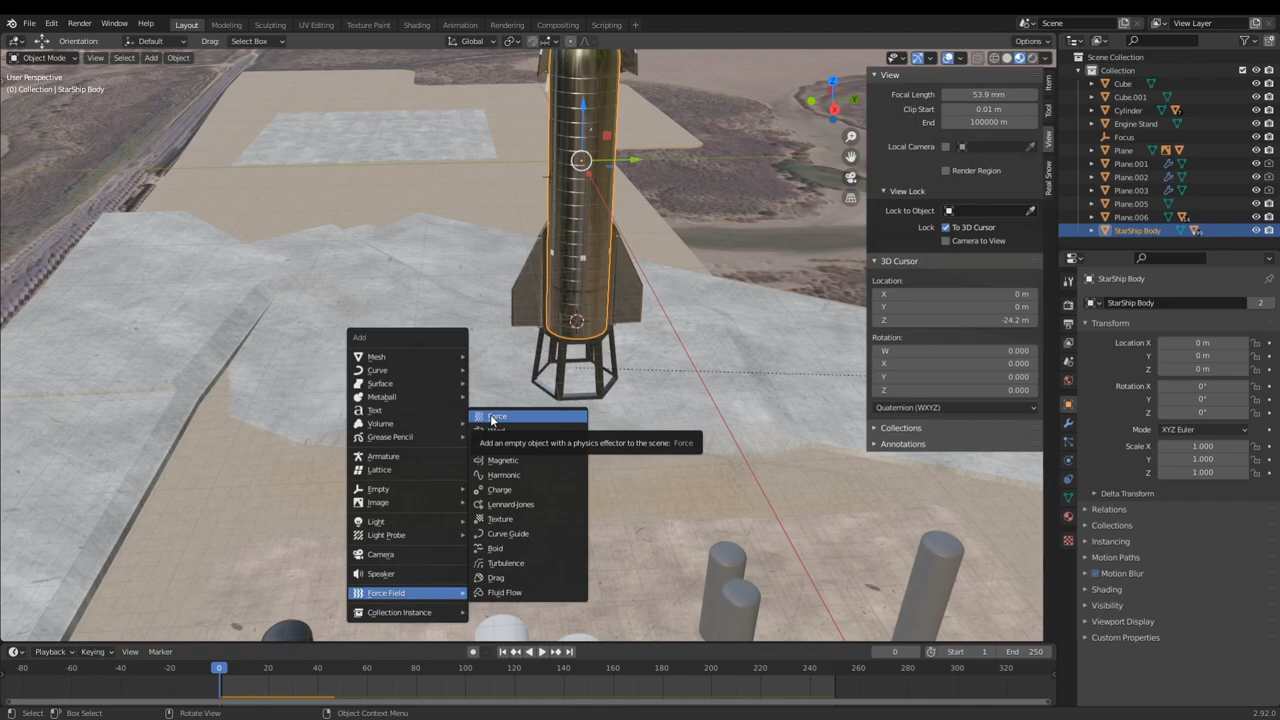 File Edit Render Window Help Layout Modeling Sculpting UV Editing Texture Paint Shading Animation Rendering Compositing Scripting + Scene View Layer
Orientation: Default Drag: Select Box Global Options
Object Mode View Select Add Object
User Perspective
(0) Collection | StarShip Body
X
Y
Z
View
Focal Length 53.9 mm
Clip Start 0.01 m
End 100000 m
Local Camera
Render Region
View Lock
Lock to Object
Lock To 3D Cursor
Camera to View
3D Cursor
Location:
X 0 m
Y 0 m
Z -24.2 m
Rotation:
W 0.000
X 0.000
Y 0.000
Z 0.000
Quaternion (WXYZ)
Collections
Annotations
Item
Tool
View
Real Snow
Scene Collection
Collection
Cube
Cube.001
Cylinder
Engine Stand
Focus
Plane
Plane.001
Plane.002
Plane.003
Plane.005
Plane.006
StarShip Body
StarShip Body
StarShip Body 2
Transform
Location X 0 m
Y 0 m
Z 0 m
Rotation X 0°
Y 0°
Z 0°
Mode XYZ Euler
Scale X 1.000
Y 1.000
Z 1.000
Delta Transform
Relations
Collections
Instancing
Motion Paths
Motion Blur
Shading
Visibility
Viewport Display
Custom Properties
Add
Mesh
Curve
Surface
Metaball
Text
Volume
Grease Pencil
Armature
Lattice
Empty
Image
Light
Light Probe
Camera
Speaker
Force Field
Collection Instance
Force
Add an empty object with a physics effector to the scene: Force
Magnetic
Harmonic
Charge
Lennard-Jones
Texture
Curve Guide
Boid
Turbulence
Drag
Fluid Flow
Playback Keying View Marker 0 Start 1 End 250
-80 -60 -40 -20 0 20 40 60 80 100 120 140 160 180 200 220 240 260 280 300 320
Select Box Select Rotate View Object Context Menu 2.92.0